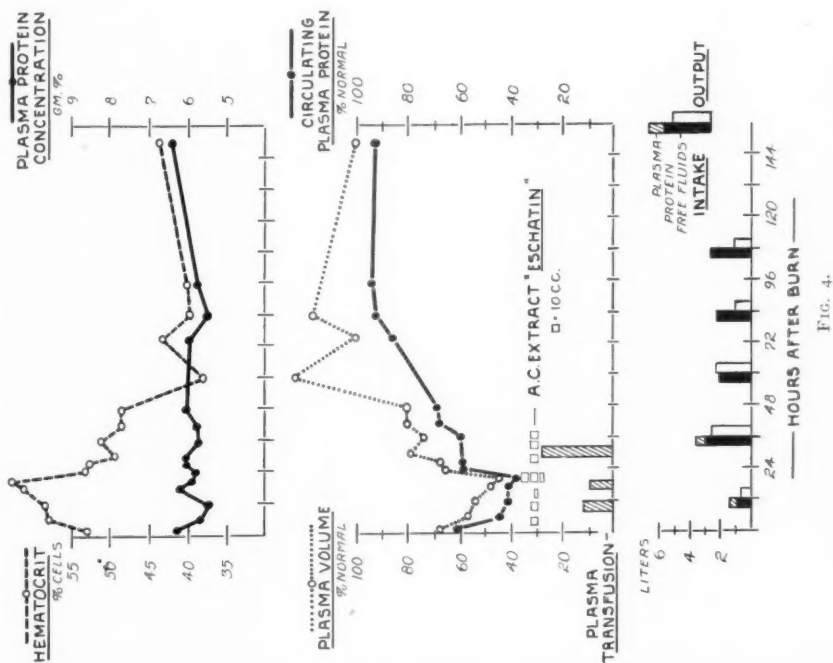 HEMATOCRIT
% CELLS
55
50
45
40
35
PLASMA PROTEIN
CONCENTRATION
GM. %
9
8
7
6
5
PLASMA VOLUME
% NORMAL
100
80
60
40
20
CIRCULATING
PLASMA PROTEIN
% NORMAL
100
80
60
40
20
A.C. EXTRACT "ESCHATIN"
□ = 10 CC.
PLASMA
TRANSFUSION
LITERS
6
4
2
PLASMA
PROTEIN
FREE FLUIDS
INTAKE
OUTPUT
24
48
22
96
120
144
HOURS AFTER BURN
FIG. 4.